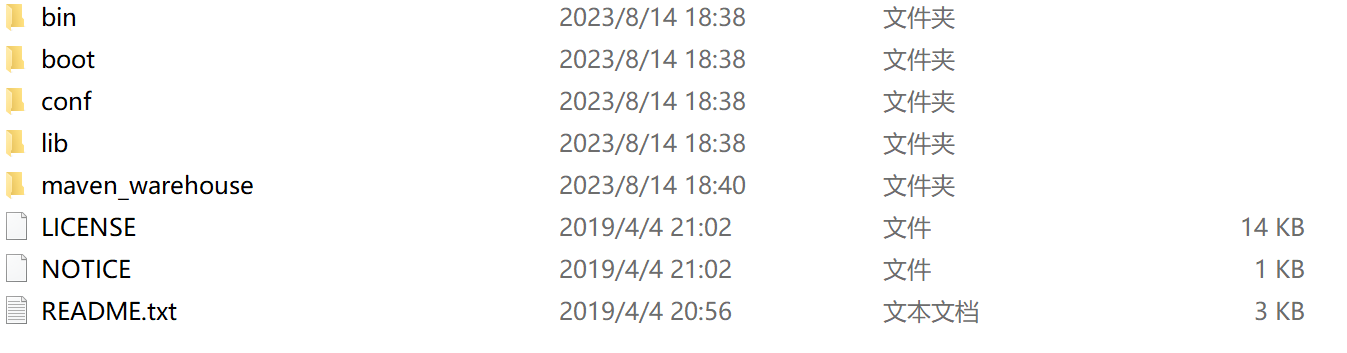 bin 2023/8/14 18:38 文件夹
boot 2023/8/14 18:38 文件夹
conf 2023/8/14 18:38 文件夹
lib 2023/8/14 18:38 文件夹
maven_warehouse 2023/8/14 18:40 文件夹
LICENSE 2019/4/4 21:02 文件 14 KB
NOTICE 2019/4/4 21:02 文件 1 KB
README.txt 2019/4/4 20:56 文本文档 3 KB